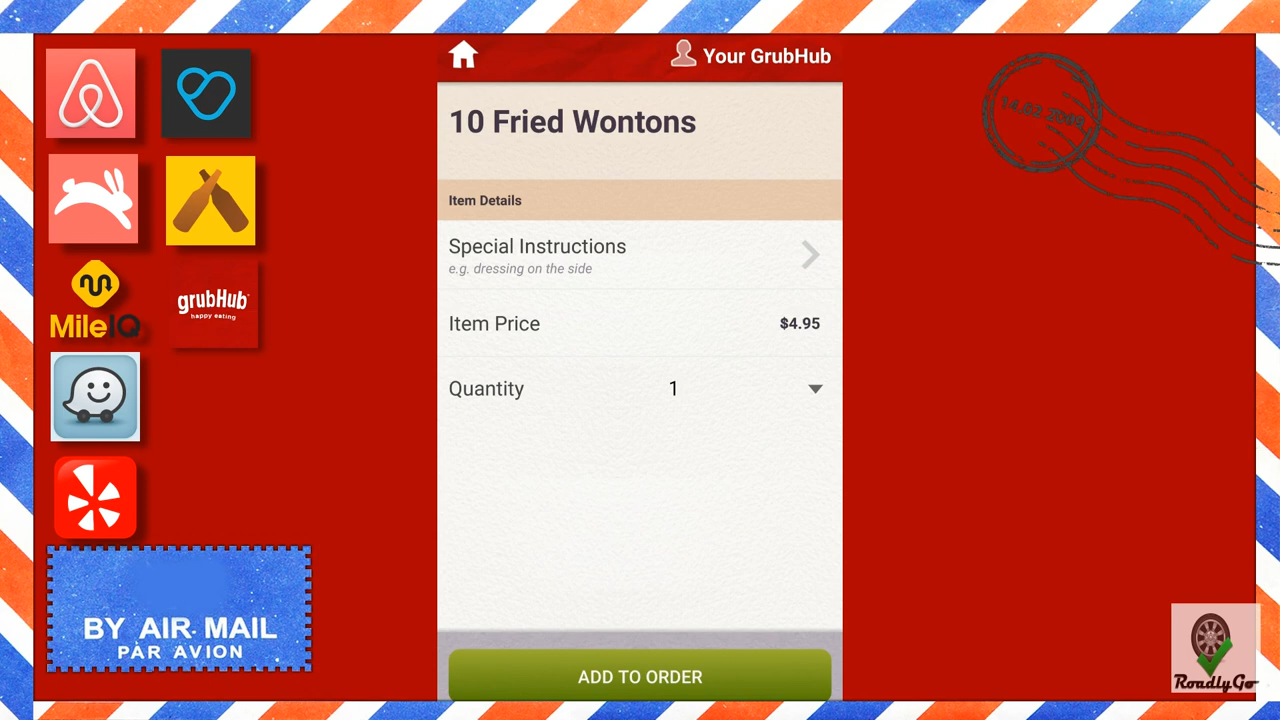 Your GrubHub
10 Fried Wontons
Item Details
Special Instructions
e.g. dressing on the side
Item Price
$4.95
Quantity
1
ADD TO ORDER
MileIQ
grubHub
happy eating
BY AIR MAIL
PAR AVION
RoadlyGo